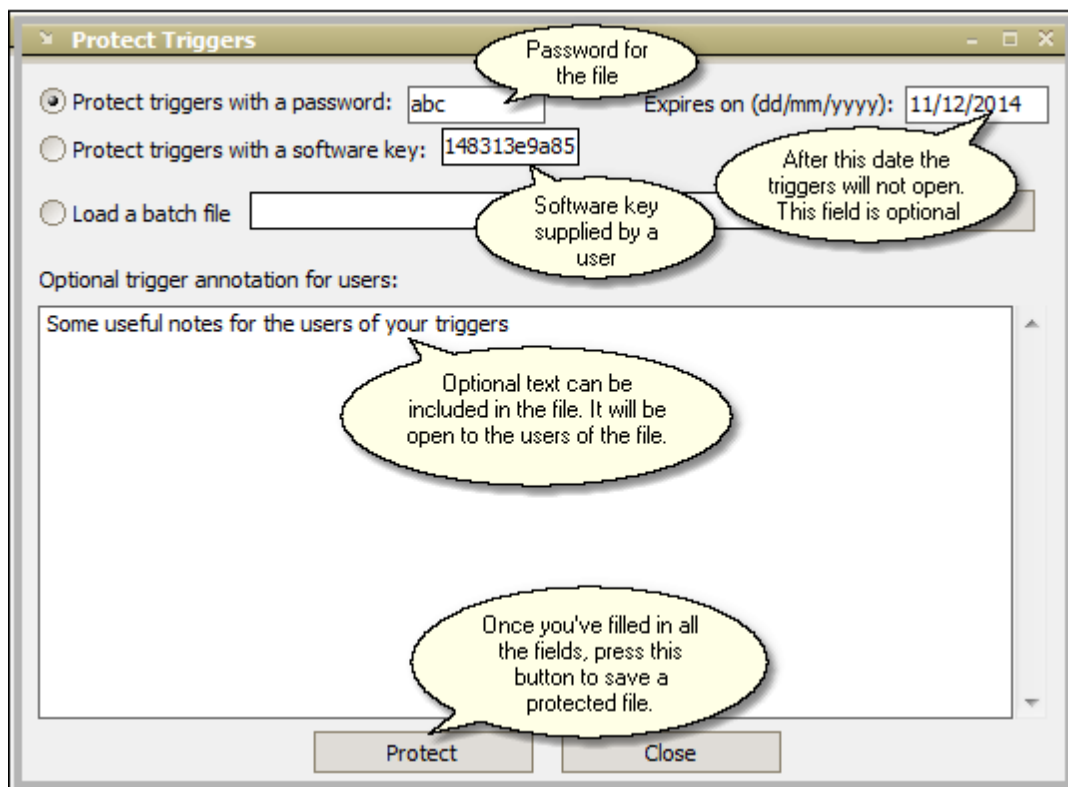 Protect Triggers
Password for
the file
Protect triggers with a password:
abc
Expires on (dd/mm/yyyy):
11/12/2014
Protect triggers with a software key:
148313e9a85
After this date the
triggers will not open.
This field is optional
Load a batch file
Software key
supplied by a
user
Optional trigger annotation for users:
Some useful notes for the users of your triggers
Optional text can be
included in the file. It will be
open to the users of the file.
Once you've filled in all
the fields, press this
button to save a
protected file.
Protect
Close